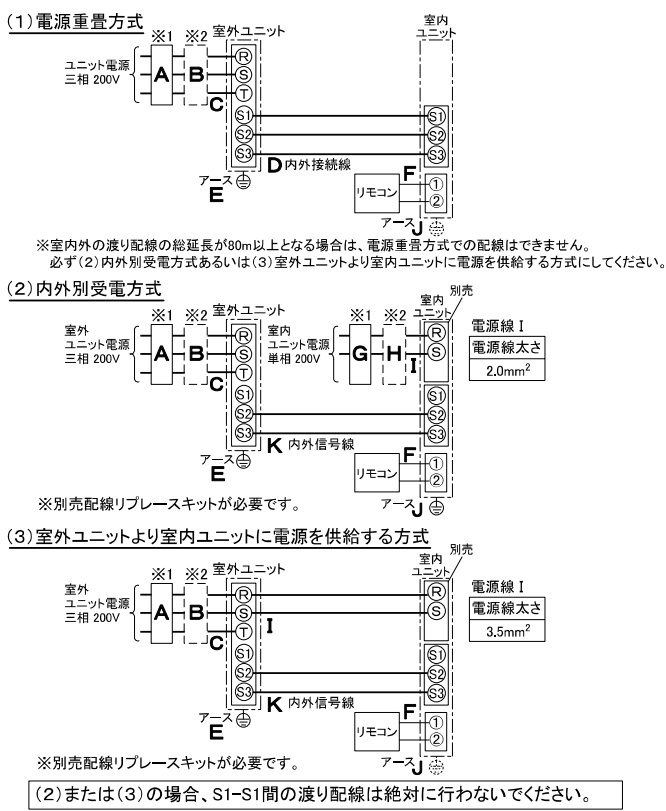 (1)電源重畳方式
※1 ※2 室外ユニット
室内
ユニット
ユニット電源
三相 200V
A B C
R
S
T
S1 S1
S2 S2
S3 S3
D 内外接続線
F
リモコン
①
②
アース
E
アース J
※室内外の渡り配線の総延長が80m以上となる場合は、電源重畳方式での配線はできません。
必ず(2)内外別受電方式あるいは(3)室外ユニットより室内ユニットに電源を供給する方式にしてください。
(2)内外別受電方式
※1 ※2 室外ユニット
※1 ※2
室内
ユニット
別売
室外
ユニット電源
三相 200V
A B C
R
S
T
室内
ユニット電源
単相 200V
G H I
R
S
電源線 I
電源線太さ
2.0mm²
S1 S1
S2 S2
S3 S3
K 内外信号線
F
リモコン
①
②
アース
E
アース J
※別売配線リプレースキットが必要です。
(3)室外ユニットより室内ユニットに電源を供給する方式
※1 ※2 室外ユニット
室内
ユニット
別売
室外
ユニット電源
三相 200V
A B C
R R
S S
T
I
電源線 I
電源線太さ
3.5mm²
S1 S1
S2 S2
S3 S3
K 内外信号線
F
リモコン
①
②
アース
E
アース J
※別売配線リプレースキットが必要です。
(2)または(3)の場合、S1-S1間の渡り配線は絶対に行わないでください。